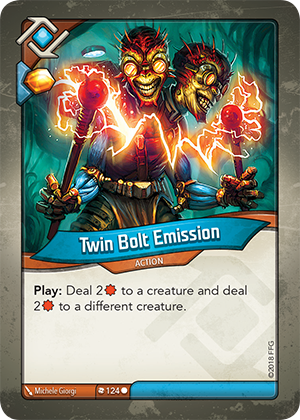 Twin Bolt Emission
ACTION
Play: Deal 2 to a creature and deal
2 to a different creature.
Michele Giorgi
124
©2018 FFG